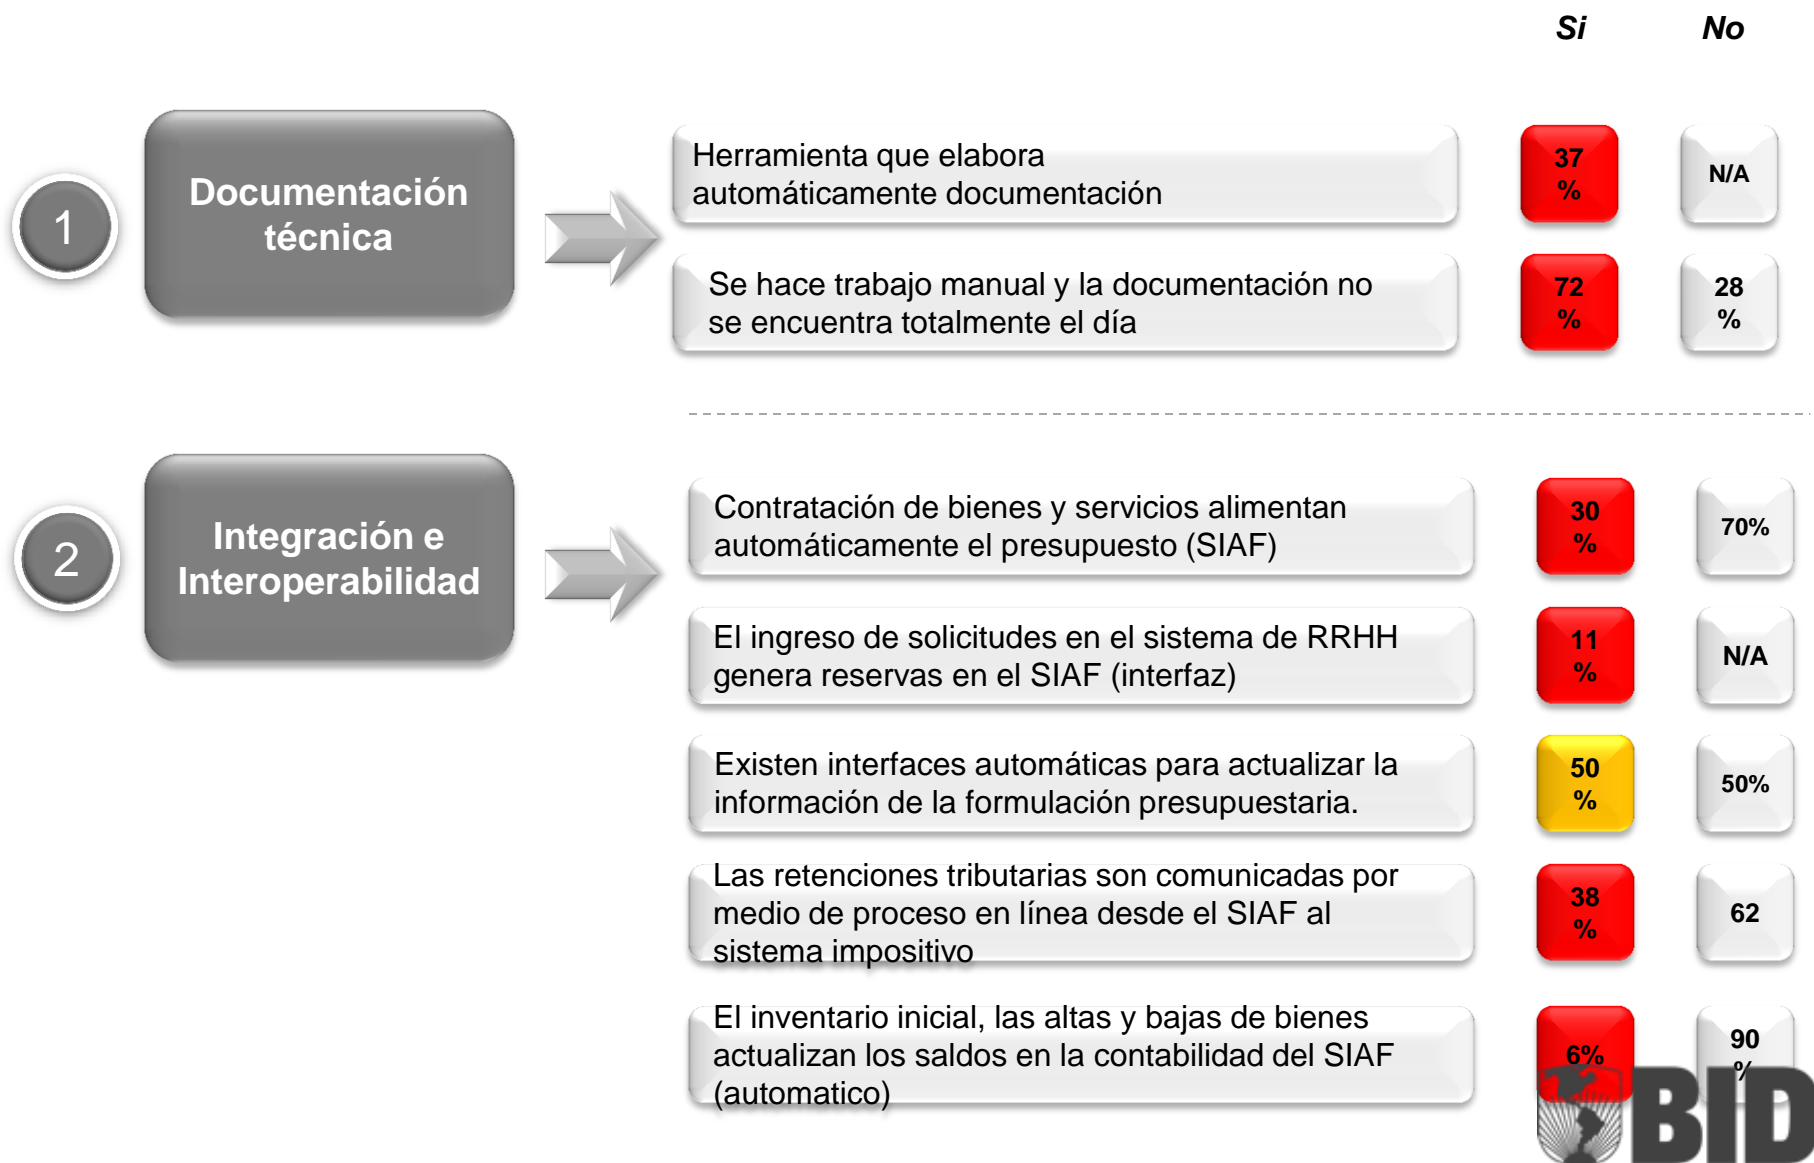 Si No
1
Documentación
técnica
Herramienta que elabora
automáticamente documentación
37
%
N/A
Se hace trabajo manual y la documentación no
se encuentra totalmente el día
72
%
28
%
2
Integración e
Interoperabilidad
Contratación de bienes y servicios alimentan
automáticamente el presupuesto (SIAF)
30
%
70%
El ingreso de solicitudes en el sistema de RRHH
genera reservas en el SIAF (interfaz)
11
%
N/A
Existen interfaces automáticas para actualizar la
información de la formulación presupuestaria.
50
%
50%
Las retenciones tributarias son comunicadas por
medio de proceso en línea desde el SIAF al
sistema impositivo
38
%
62
El inventario inicial, las altas y bajas de bienes
actualizan los saldos en la contabilidad del SIAF
(automatico)
6%
90
%
BID